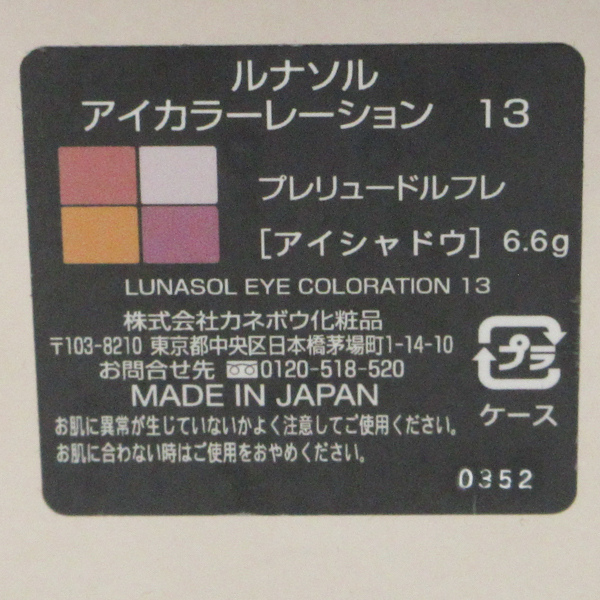 ルナソル
アイカラーレーション 13
プレリュードルフレ
[アイシャドウ] 6.6g
LUNASOL EYE COLORATION 13
株式会社カネボウ化粧品
〒103-8210 東京都中央区日本橋茅場町1-14-10
お問合せ先 0120-518-520
MADE IN JAPAN
お肌に異常が生じていないかよく注意してご使用ください。
お肌に合わない時はご使用をおやめください。
プラ
ケース
0352